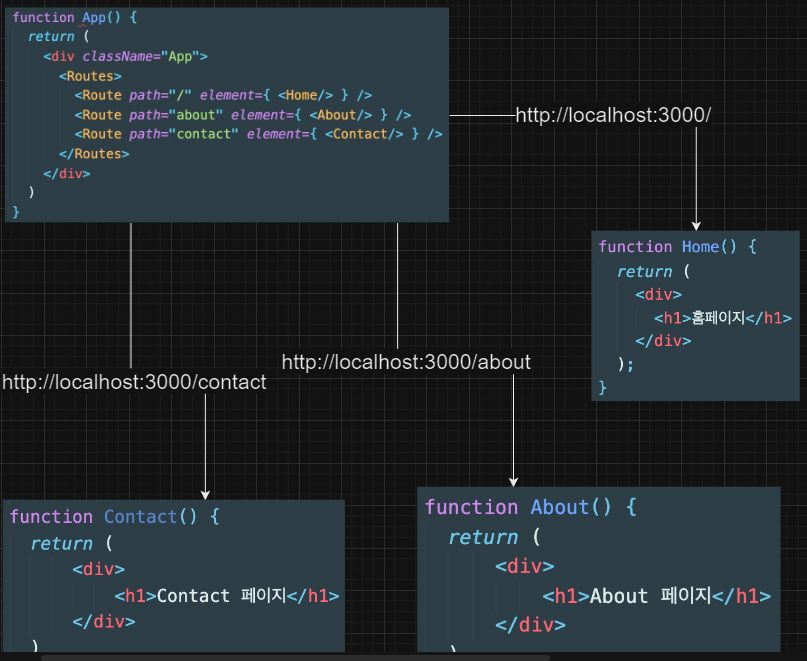 function App() {
return (
<div className="App">
<Routes>
<Route path="/" element={ <Home/> } />
<Route path="about" element={ <About/> } />
<Route path="contact" element={ <Contact/> } />
</Routes>
</div>
)
}
http://localhost:3000/
function Home() {
return (
<div>
<h1>홈페이지</h1>
</div>
);
}
http://localhost:3000/about
http://localhost:3000/contact
function Contact() {
return (
<div>
<h1>Contact 페이지</h1>
</div>
)
function About() {
return (
<div>
<h1>About 페이지</h1>
</div>
)